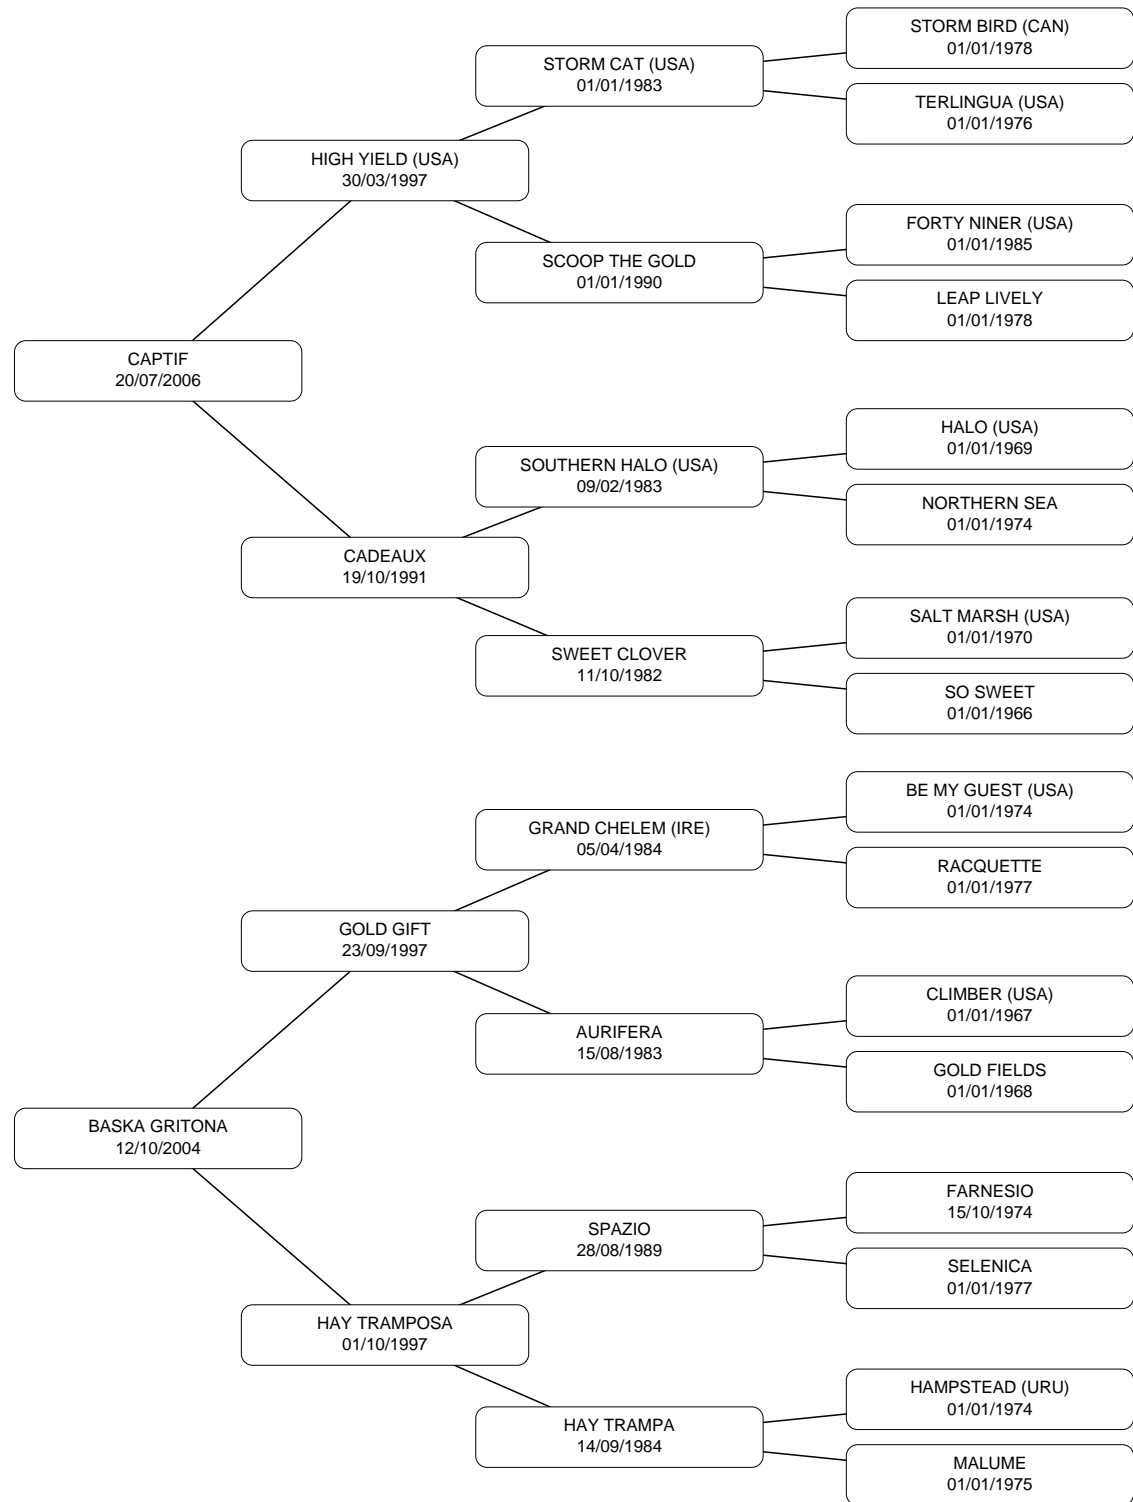 STORM BIRD (CAN)
01/01/1978
STORM CAT (USA)
01/01/1983
TERLINGUA (USA)
01/01/1976
HIGH YIELD (USA)
30/03/1997
FORTY NINER (USA)
01/01/1985
SCOOP THE GOLD
01/01/1990
LEAP LIVELY
01/01/1978
CAPTIF
20/07/2006
HALO (USA)
01/01/1969
SOUTHERN HALO (USA)
09/02/1983
NORTHERN SEA
01/01/1974
CADEAUX
19/10/1991
SALT MARSH (USA)
01/01/1970
SWEET CLOVER
11/10/1982
SO SWEET
01/01/1966
BE MY GUEST (USA)
01/01/1974
GRAND CHELEM (IRE)
05/04/1984
RACQUETTE
01/01/1977
GOLD GIFT
23/09/1997
CLIMBER (USA)
01/01/1967
AURIFERA
15/08/1983
GOLD FIELDS
01/01/1968
BASKA GRITONA
12/10/2004
FARNESIO
15/10/1974
SPAZIO
28/08/1989
SELENICA
01/01/1977
HAY TRAMPOSA
01/10/1997
HAMPSTEAD (URU)
01/01/1974
HAY TRAMPA
14/09/1984
MALUME
01/01/1975